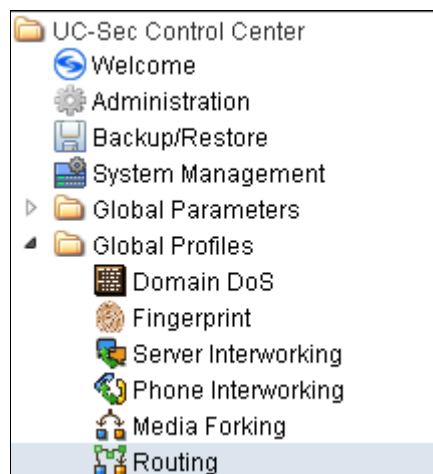 UC-Sec Control Center
Welcome
Administration
Backup/Restore
System Management
Global Parameters
Global Profiles
Domain DoS
Fingerprint
Server Interworking
Phone Interworking
Media Forking
Routing